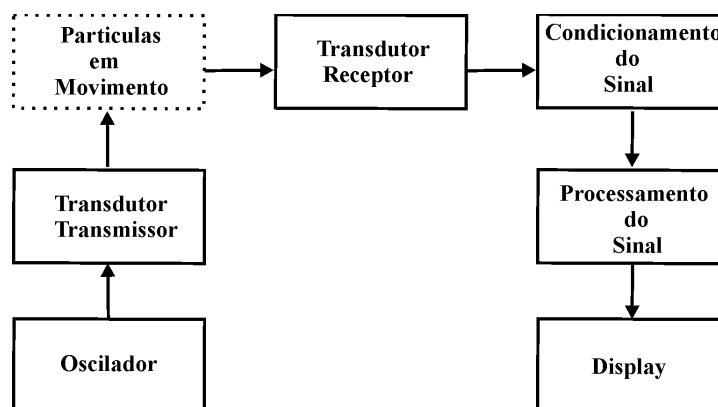 Particulas
em
Movimento
Transdutor
Receptor
Condicionamento
do
Sinal
Transdutor
Transmissor
Processamento
do
Sinal
Oscilador
Display